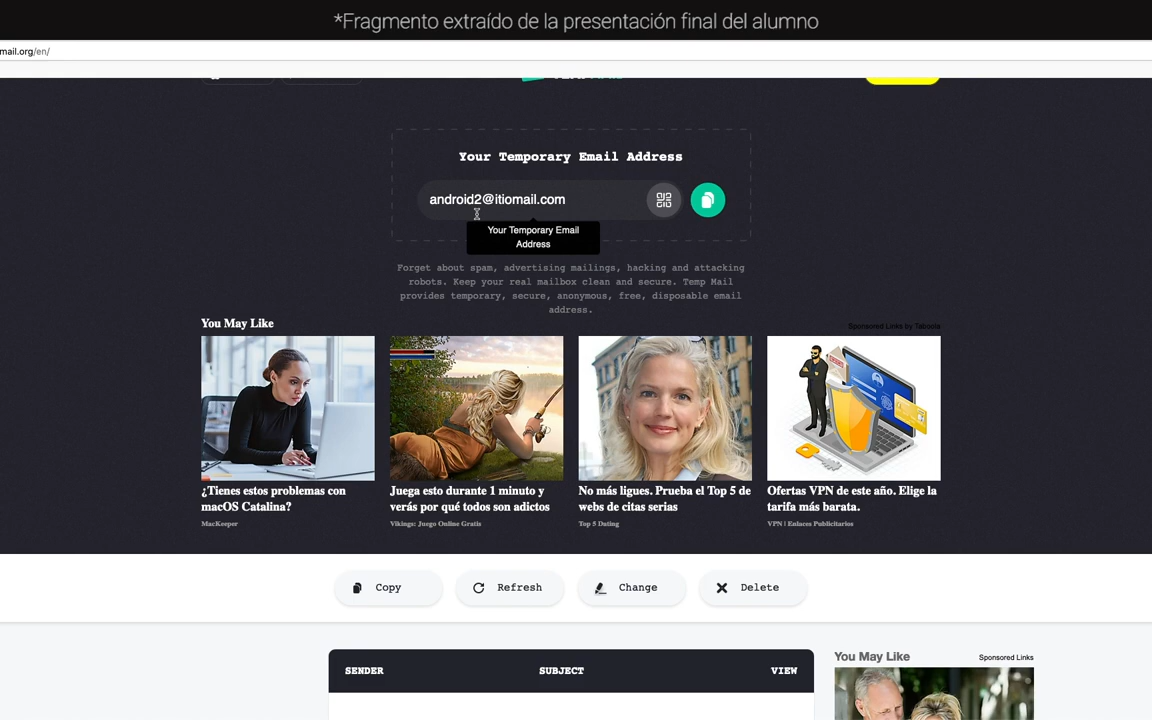 *Fragmento extraído de la presentación final del alumno
mail.org/en/
Your Temporary Email Address
android2@itiomail.com
Your Temporary Email
Address
Forget about spam, advertising mailings, hacking and attacking
robots. Keep your real mailbox clean and secure. Temp Mail
provides temporary, secure, anonymous, free, disposable email
address.
You May Like
Sponsored Links by Taboola
¿Tienes estos problemas con
macOS Catalina?
MacKeeper
Juega esto durante 1 minuto y
verás por qué todos son adictos
Vikings: Juego Online Gratis
No más ligues. Prueba el Top 5 de
webs de citas serias
Top 5 Dating
Ofertas VPN de este año. Elige la
tarifa más barata.
VPN | Enlaces Publicitarios
Copy
Refresh
Change
Delete
SENDER
SUBJECT
VIEW
You May Like
Sponsored Links